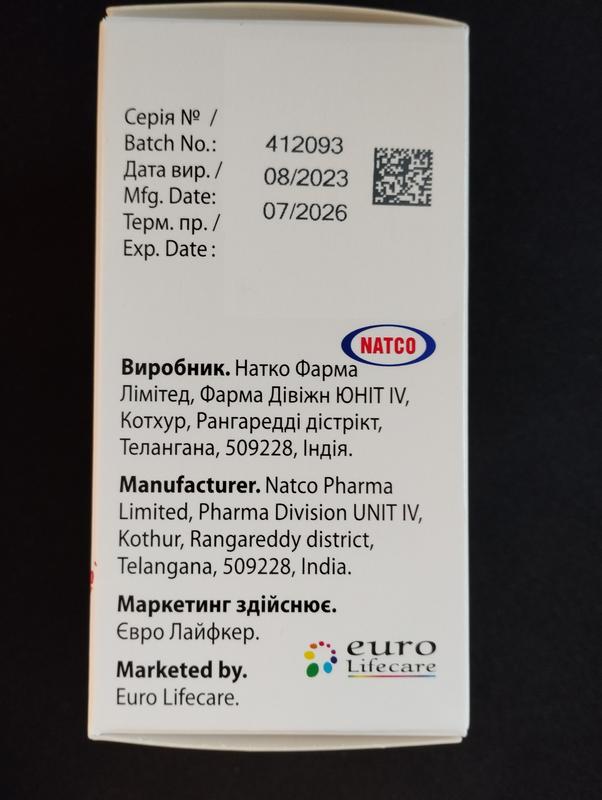 Серія № /
Batch No.: 412093
Дата вир. / 08/2023
Mfg. Date:
Терм. пр. / 07/2026
Exp. Date:
NATCO
Виробник. Натко Фарма
Лімітед, Фарма Дівіжн ЮНІТ IV,
Котхур, Рангаредді дістрікт,
Телангана, 509228, Індія.
Manufacturer. Natco Pharma
Limited, Pharma Division UNIT IV,
Kothur, Rangareddy district,
Telangana, 509228, India.
Маркетинг здійснює.
Євро Лайфкер.
Marketed by.
Euro Lifecare.
euro
Lifecare